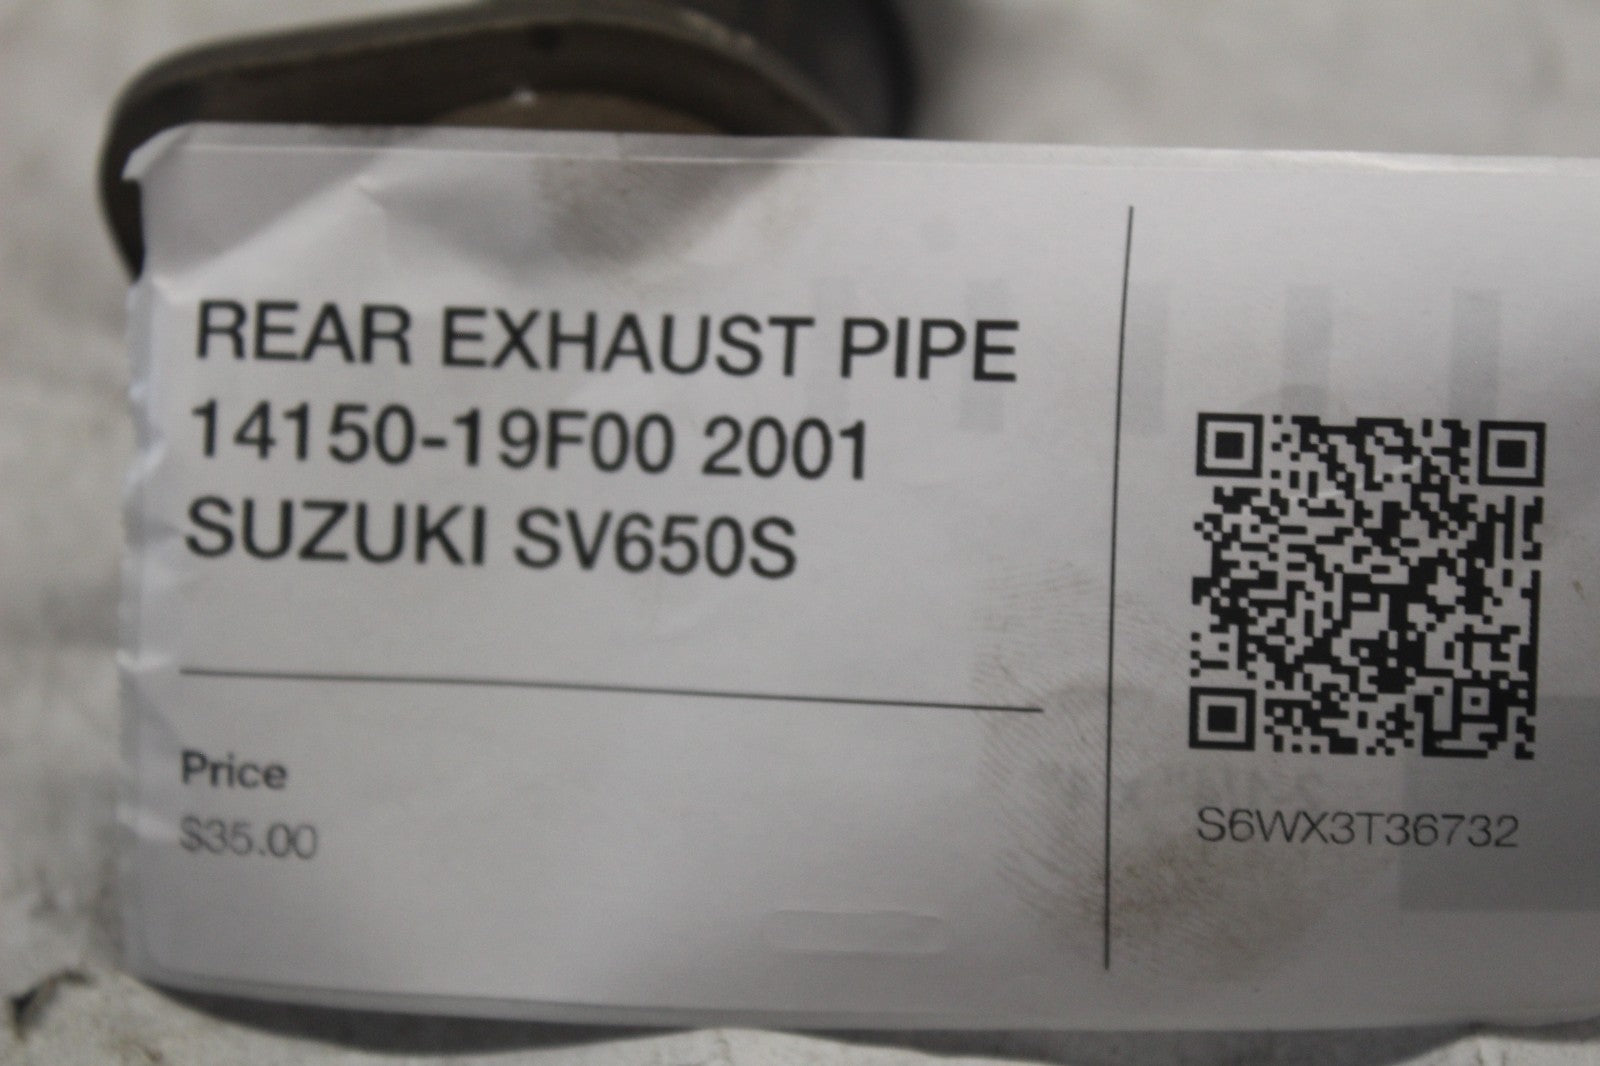 REAR EXHAUST PIPE
14150-19F00 2001
SUZUKI SV650S
Price
$35.00
S6WX3T36732